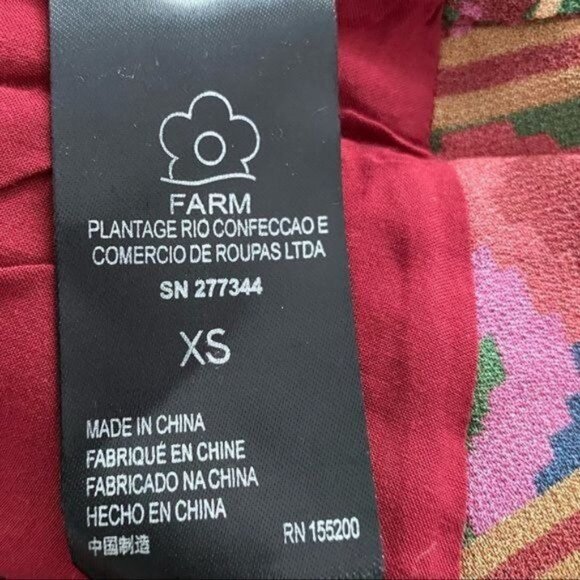 FARM
PLANTAGE RIO CONFECCAO E
COMERCIO DE ROUPAS LTDA
SN 277344
XS
MADE IN CHINA
FABRIQUÉ EN CHINE
FABRICADO NA CHINA
HECHO EN CHINA
中国制造 RN 155200